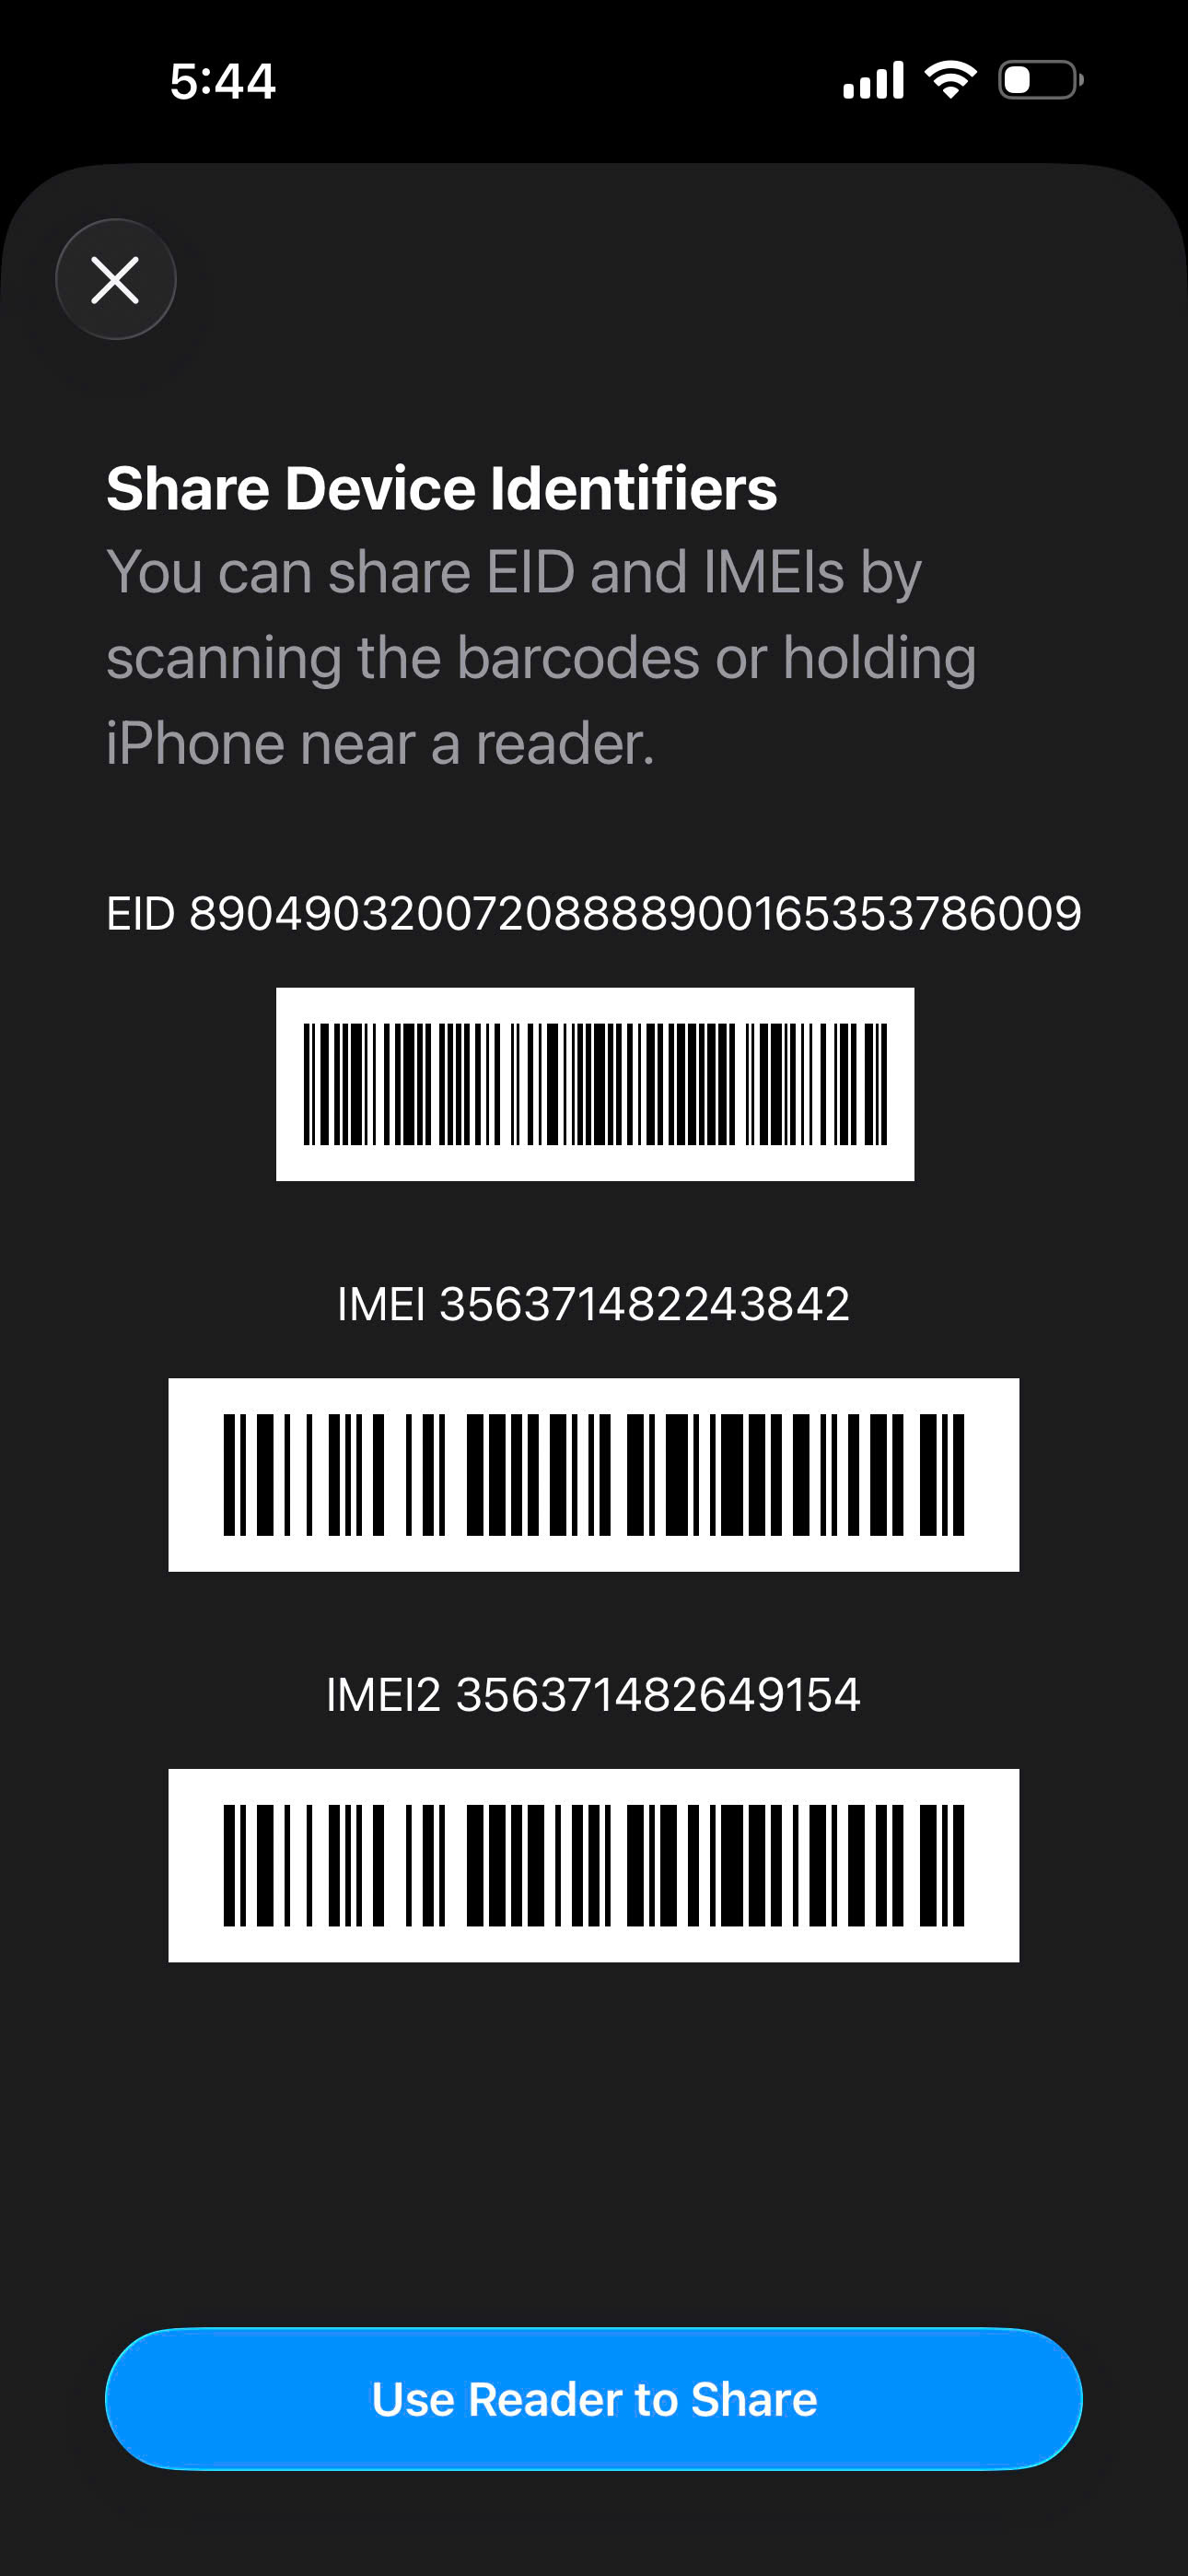 5:44
Share Device Identifiers
You can share EID and IMEIs by
scanning the barcodes or holding
iPhone near a reader.
EID 89049032007208888900165353786009
IMEI 356371482243842
IMEI2 356371482649154
Use Reader to Share